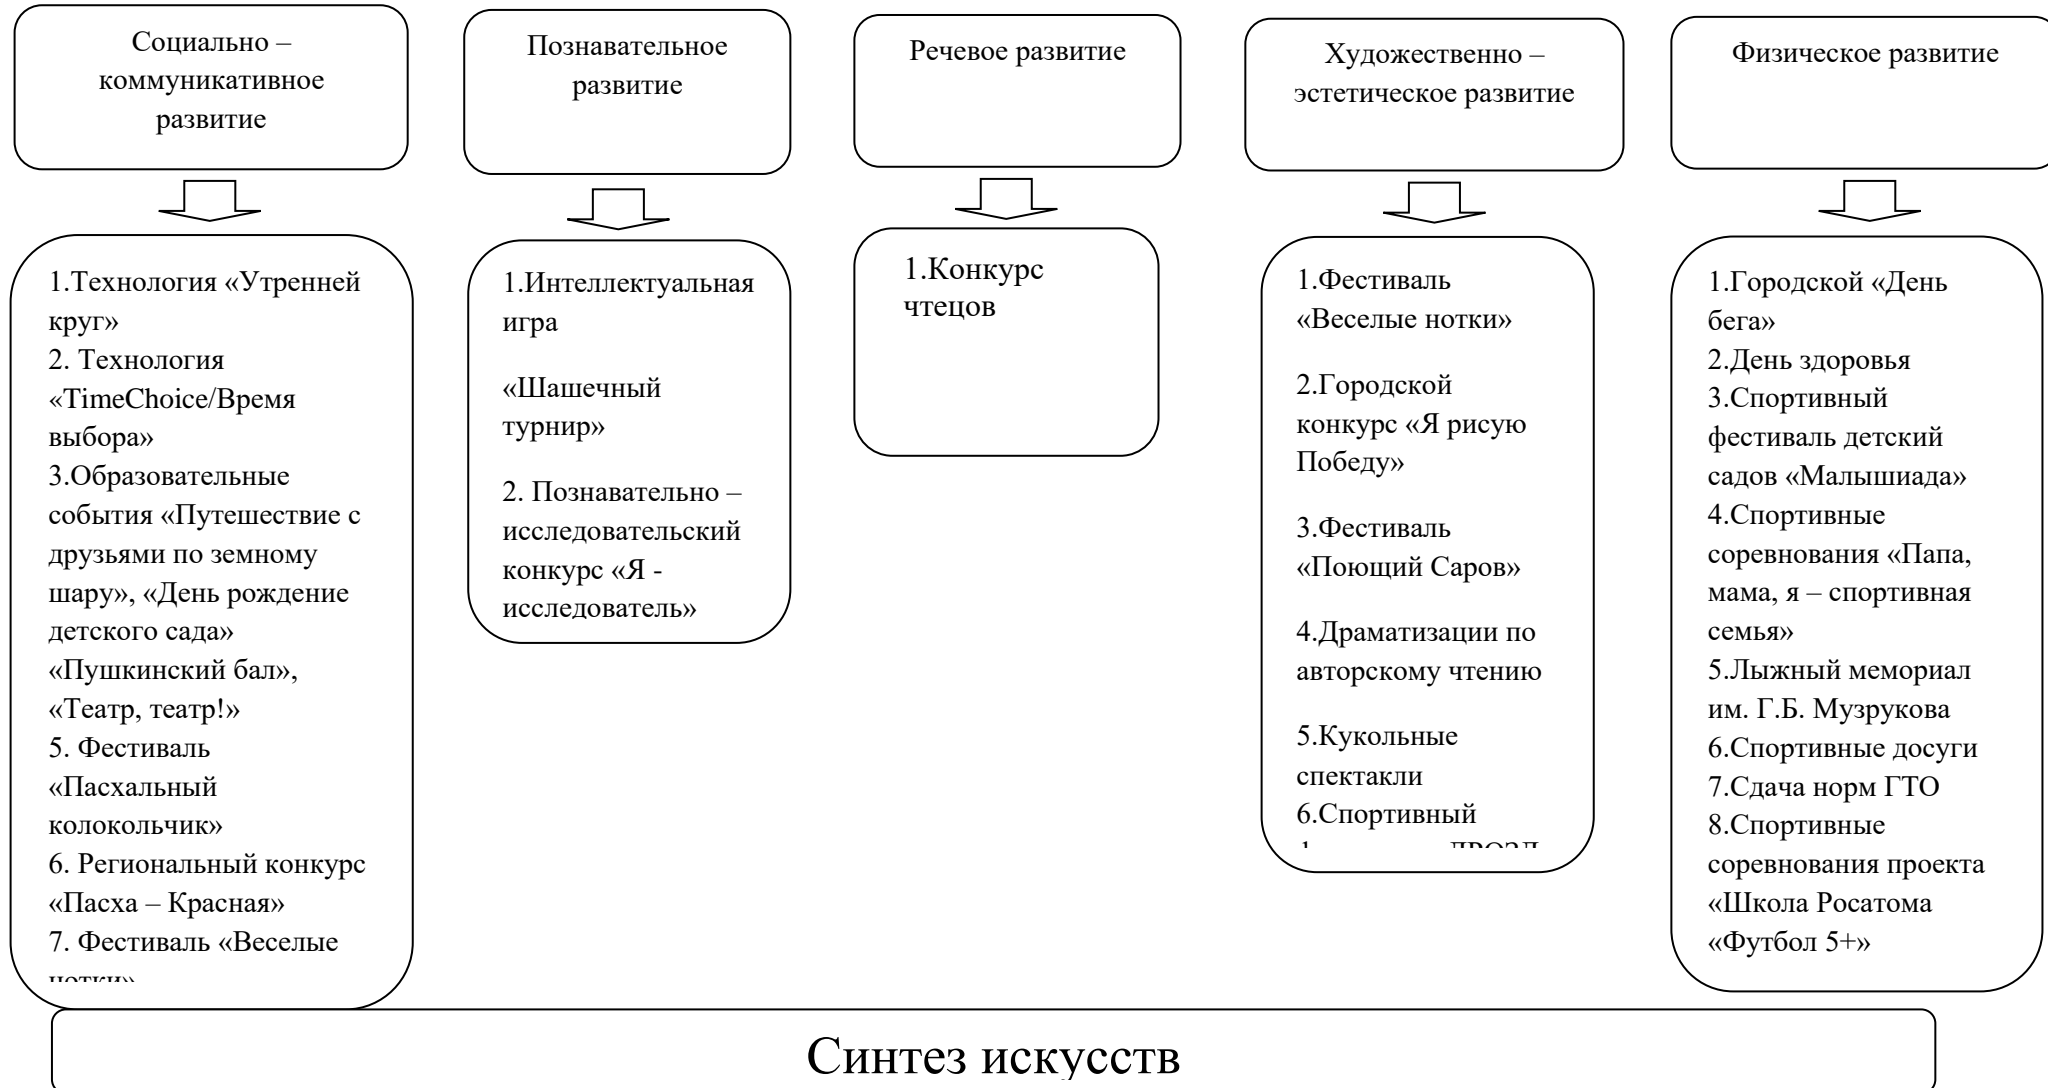 Социально –
коммуникативное
развитие
Познавательное
развитие
Речевое развитие
Художественно –
эстетическое развитие
Физическое развитие
1.Технология «Утренней
круг»
2. Технология
«TimeChoice/Время
выбора»
3.Образовательные
события «Путешествие с
друзьями по земному
шару», «День рождение
детского сада»
«Пушкинский бал»,
«Театр, театр!»
5. Фестиваль
«Пасхальный
колокольчик»
6. Региональный конкурс
«Пасха – Красная»
7. Фестиваль «Веселые
нотки»
1.Интеллектуальная
игра
«Шашечный
турнир»
2. Познавательно –
исследовательский
конкурс «Я -
исследователь»
1.Конкурс
чтецов
1.Фестиваль
«Веселые нотки»
2.Городской
конкурс «Я рисую
Победу»
3.Фестиваль
«Поющий Саров»
4.Драматизации по
авторскому чтению
5.Кукольные
спектакли
6.Спортивный
ДРОЗД
1.Городской «День
бега»
2.День здоровья
3.Спортивный
фестиваль детский
садов «Малышиада»
4.Спортивные
соревнования «Папа,
мама, я – спортивная
семья»
5.Лыжный мемориал
им. Г.Б. Музрукова
6.Спортивные досуги
7.Сдача норм ГТО
8.Спортивные
соревнования проекта
«Школа Росатома
«Футбол 5+»
Синтез искусств